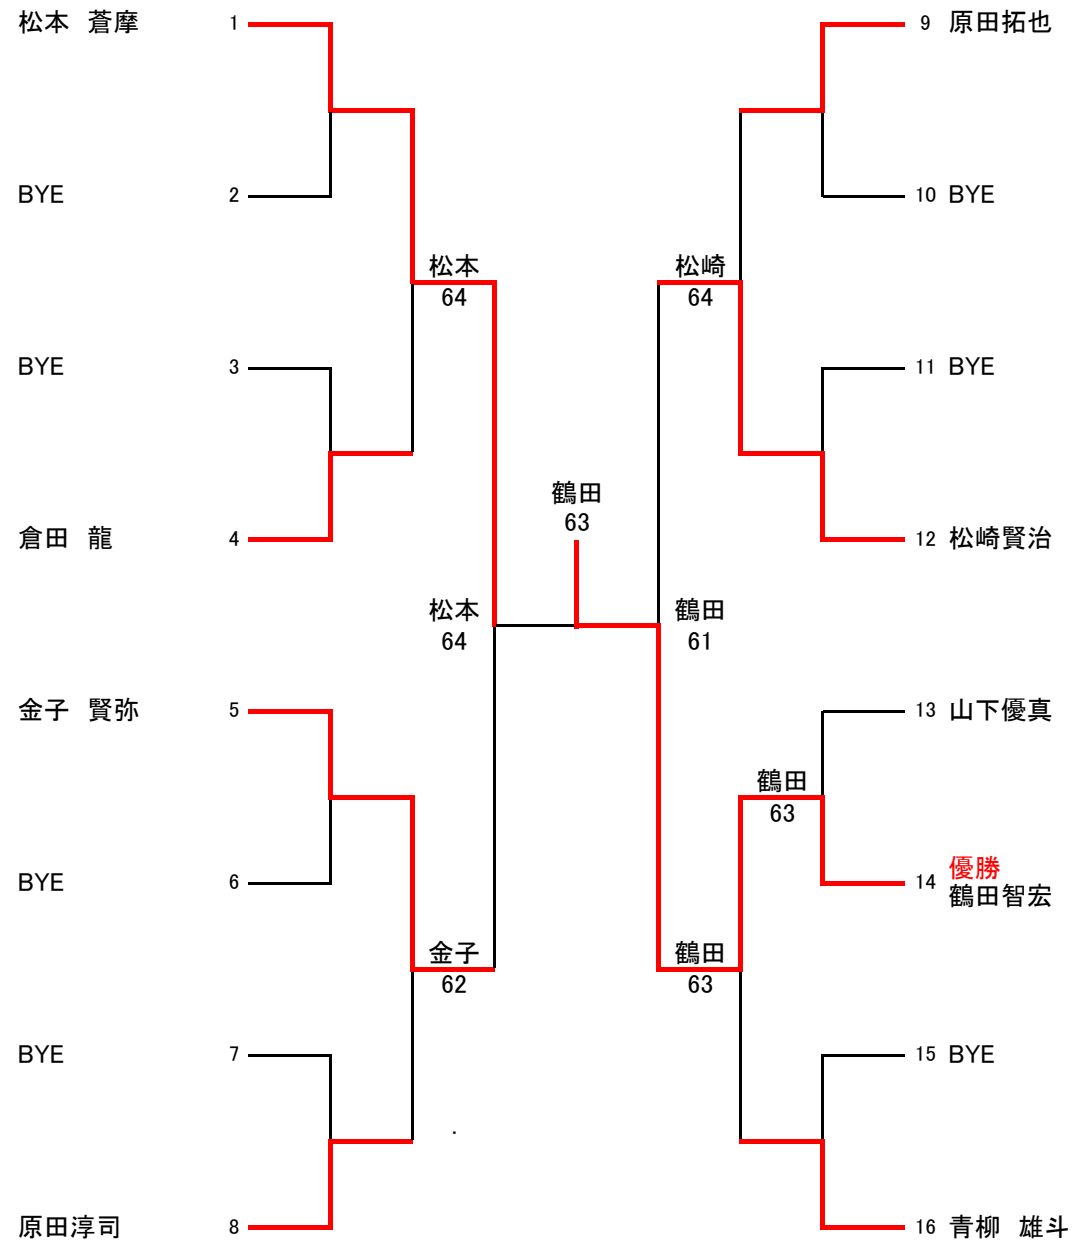 松本　蒼摩 1
BYE 2
BYE 3
倉田　龍 4
金子　賢弥 5
BYE 6
BYE 7
原田淳司 8
松本
64
松本
64
金子
62
.
鶴田
63
松崎
64
鶴田
61
鶴田
63
鶴田
63
9 原田拓也
10 BYE
11 BYE
12 松崎賢治
13 山下優真
14 優勝
鶴田智宏
15 BYE
16 青柳　雄斗